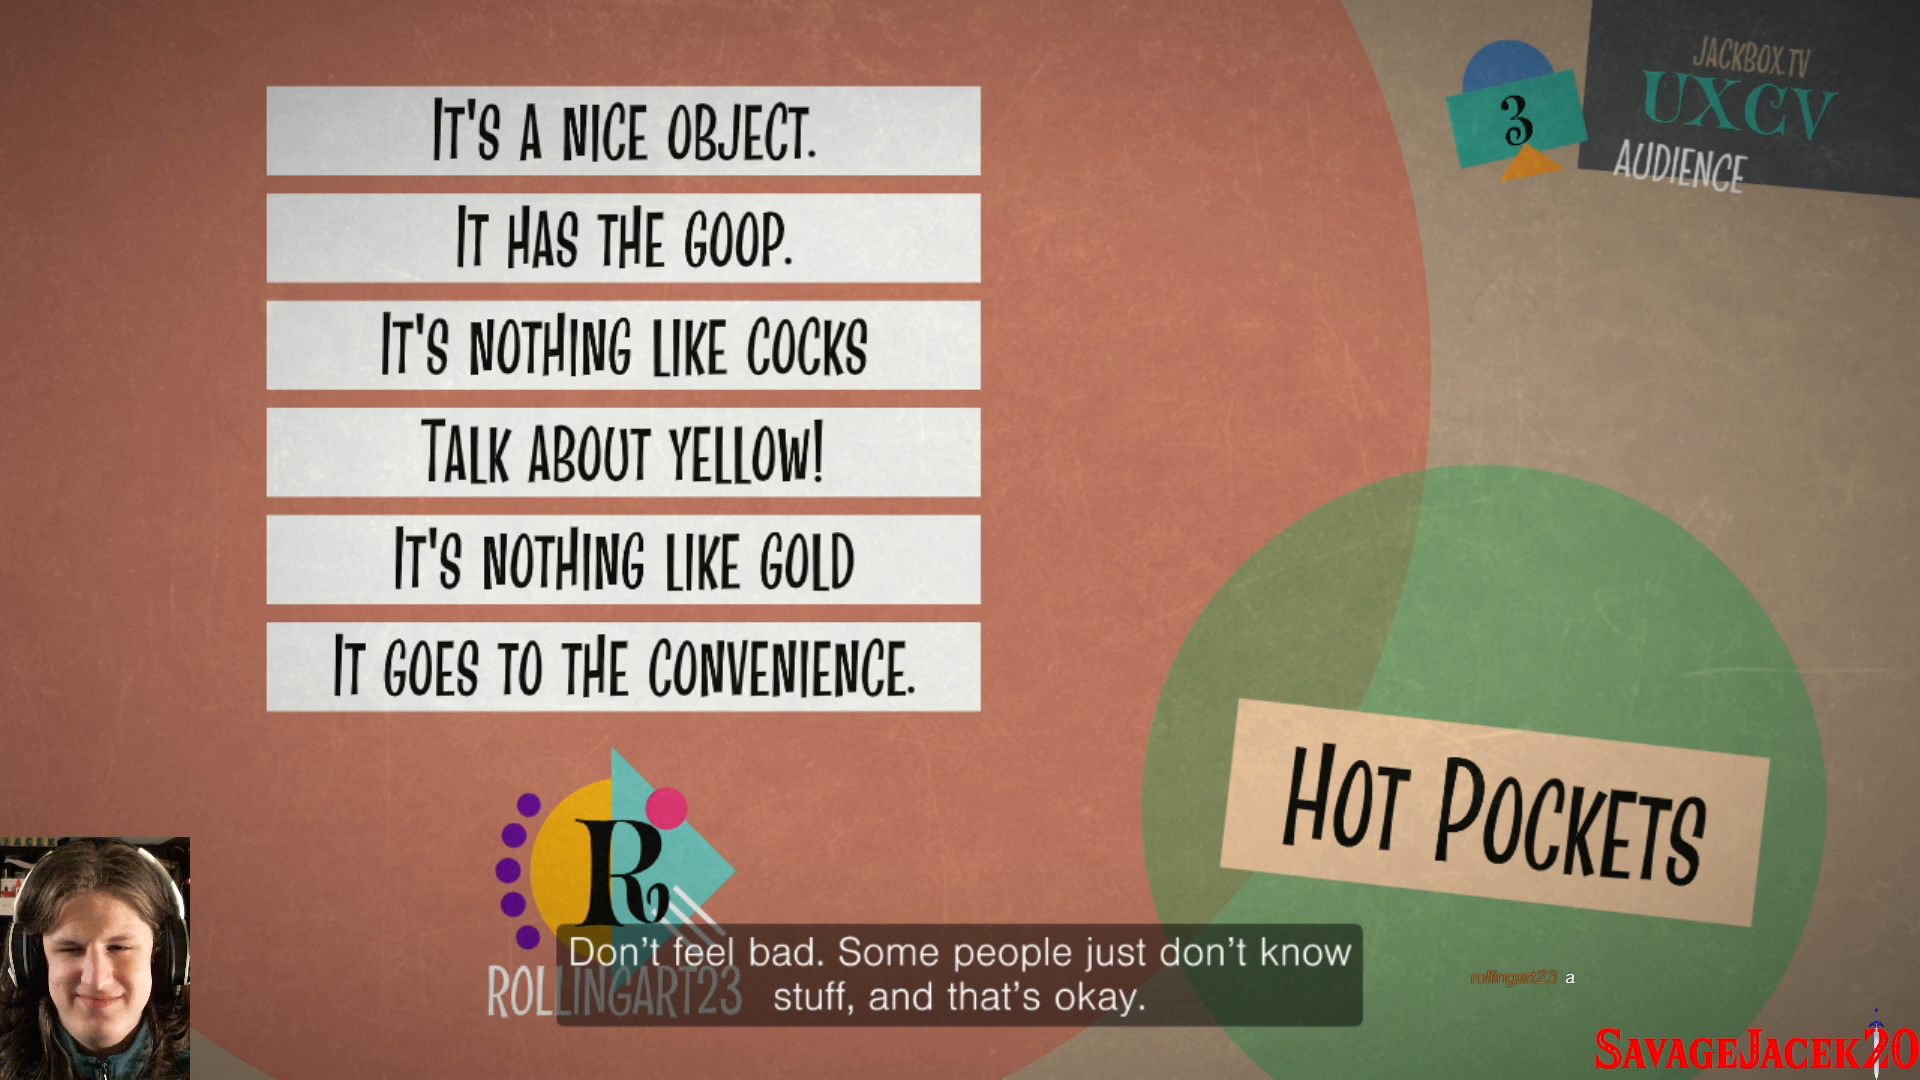 It's a nice object.
It has the goop.
It's nothing like cocks
Talk about yellow!
It's nothing like gold
It goes to the convenience.
3
JACKBOX.TV
UXCV
AUDIENCE
Hot Pockets
R
ROLLINGART23
Don't feel bad. Some people just don't know
stuff, and that's okay.
rollingart23 a
SavageJacek20